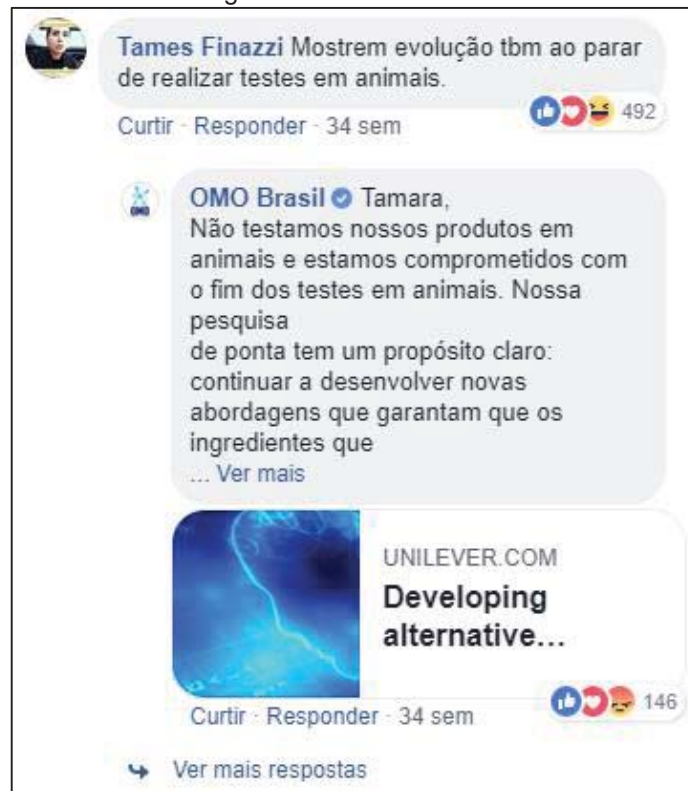 Tames Finazzi Mostrem evolução tbm ao parar
de realizar testes em animais.
492
Curtir · Responder · 34 sem
OMO Brasil Tamara,
Não testamos nossos produtos em
animais e estamos comprometidos com
o fim dos testes em animais. Nossa
pesquisa
de ponta tem um propósito claro:
continuar a desenvolver novas
abordagens que garantam que os
ingredientes que
... Ver mais
UNILEVER.COM
Developing
alternative...
146
Curtir · Responder · 34 sem
Ver mais respostas